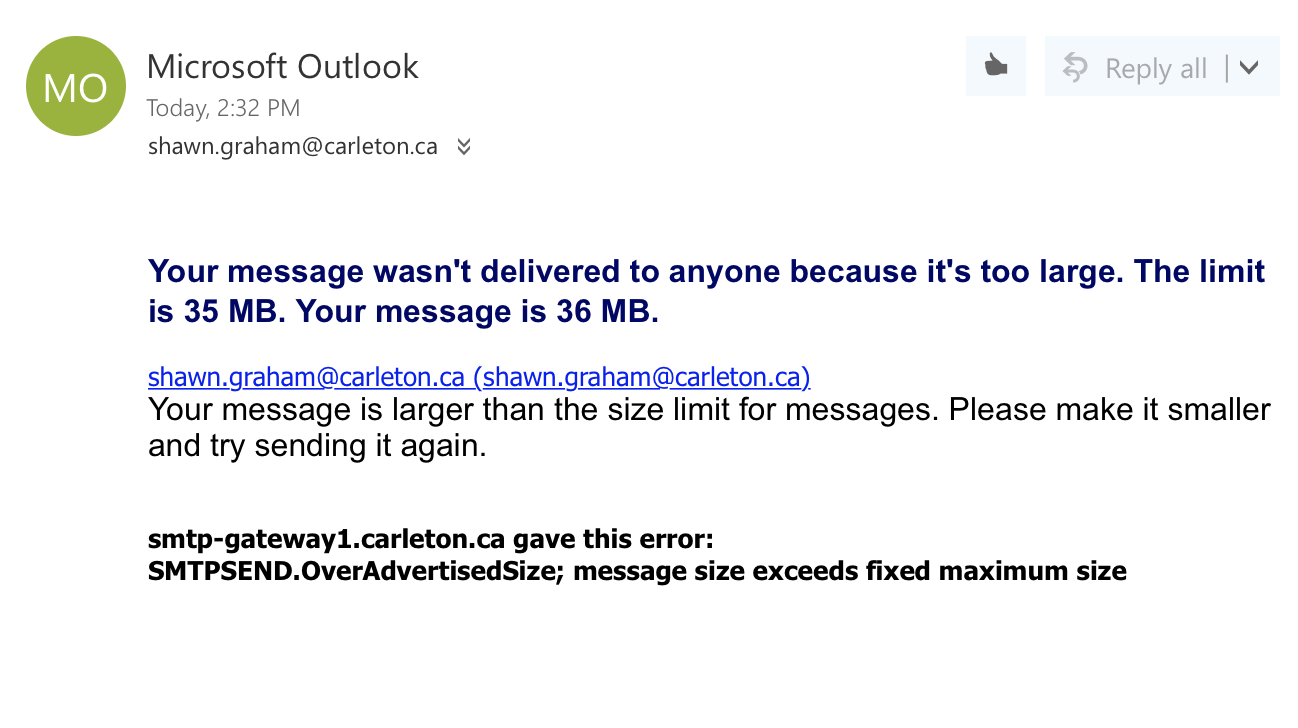 MO
Microsoft Outlook
Reply all
Today, 2:32 PM
shawn.graham@carleton.ca
Your message wasn't delivered to anyone because it's too large. The limit
is 35 MB. Your message is 36 MB.
shawn.graham@carleton.ca (shawn.graham@carleton.ca)
Your message is larger than the size limit for messages. Please make it smaller
and try sending it again.
smtp-gateway1.carleton.ca gave this error:
SMTPSEND.OverAdvertisedSize; message size exceeds fixed maximum size